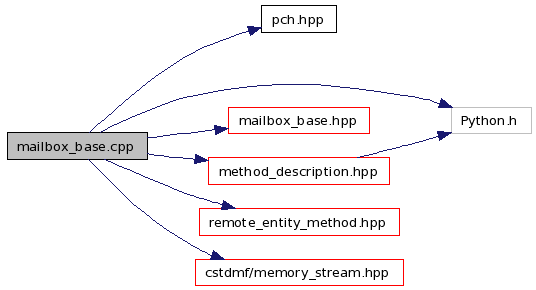 pch.hpp
Python.h
mailbox_base.hpp
mailbox_base.cpp
method_description.hpp
remote_entity_method.hpp
cstdmf/memory_stream.hpp